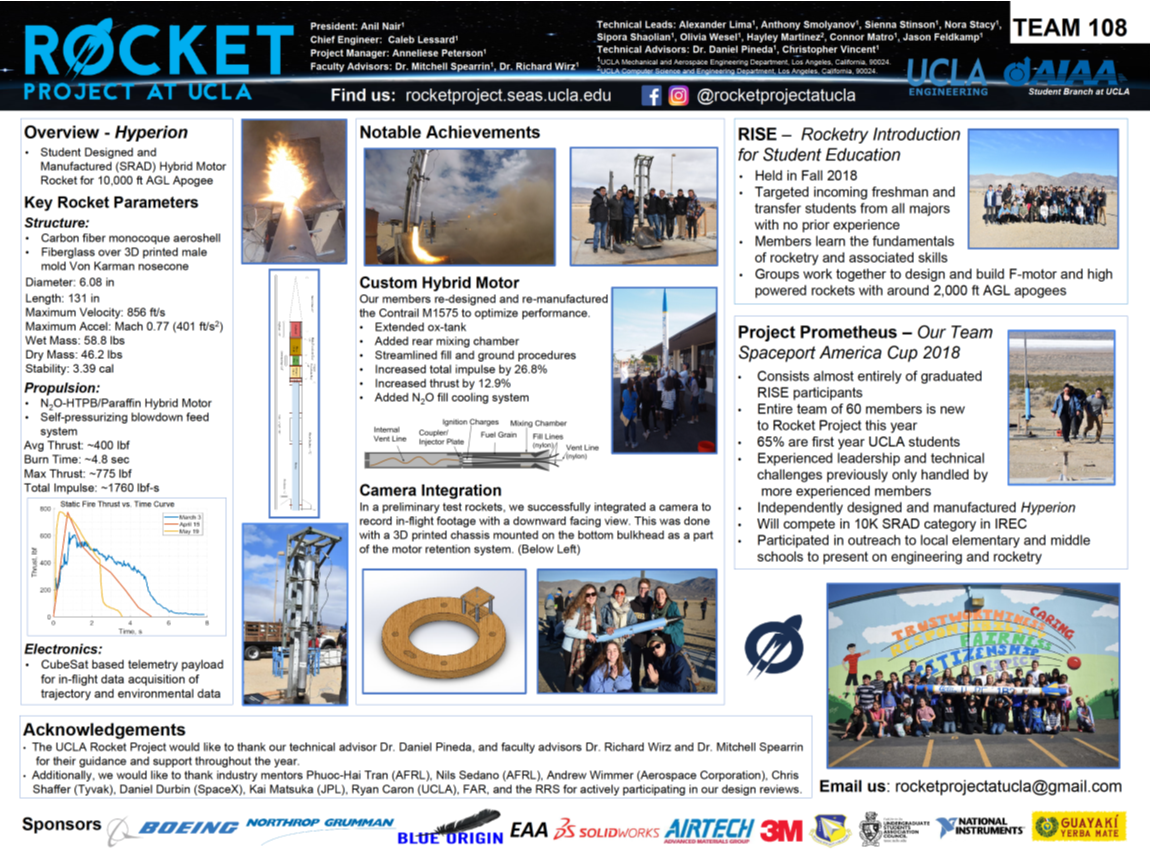 ROCKET
PROJECT AT UCLA
President: Anil Nair¹
Chief Engineer: Caleb Lessard¹
Project Manager: Anneliese Peterson¹
Faculty Advisors: Dr. Mitchell Spearrin¹, Dr. Richard Wirz¹
Technical Leads: Alexander Lima¹, Anthony Smolyanov¹, Sienna Stinson¹, Nora Stacy¹,
Sipora Shaolian¹, Olivia Wesel¹, Hayley Martinez², Connor Matro¹, Jason Feldkamp¹
Technical Advisors: Dr. Daniel Pineda¹, Christopher Vincent¹
¹UCLA Mechanical and Aerospace Engineering Department, Los Angeles, California, 90024.
²UCLA Computer Science and Engineering Department, Los Angeles, California, 90024.
TEAM 108
Find us: rocketproject.seas.ucla.edu
@rocketprojectatucla
UCLA
ENGINEERING
AIAA
Student Branch at UCLA
Overview - Hyperion
• Student Designed and
Manufactured (SRAD) Hybrid Motor
Rocket for 10,000 ft AGL Apogee
Key Rocket Parameters
Structure:
• Carbon fiber monocoque aeroshell
• Fiberglass over 3D printed male
mold Von Karman nosecone
Diameter: 6.08 in
Length: 131 in
Maximum Velocity: 856 ft/s
Maximum Accel: Mach 0.77 (401 ft/s²)
Wet Mass: 58.8 lbs
Dry Mass: 46.2 lbs
Stability: 3.39 cal
Propulsion:
• N₂O-HTPB/Paraffin Hybrid Motor
• Self-pressurizing blowdown feed
system
Avg Thrust: ~400 lbf
Burn Time: ~4.8 sec
Max Thrust: ~775 lbf
Total Impulse: ~1760 lbf-s
Static Fire Thrust vs. Time Curve
800
600
400
200
0
Thrust, lbf
March 3
April 15
May 19
0 2 4 6 8
Time, s
Electronics:
• CubeSat based telemetry payload
for in-flight data acquisition of
trajectory and environmental data
Notable Achievements
Custom Hybrid Motor
Our members re-designed and re-manufactured
the Contrail M1575 to optimize performance.
• Extended ox-tank
• Added rear mixing chamber
• Streamlined fill and ground procedures
• Increased total impulse by 26.8%
• Increased thrust by 12.9%
• Added N₂O fill cooling system
Internal
Vent Line
Coupler/
Injector Plate
Ignition Charges
Fuel Grain
Mixing Chamber
Fill Lines
(nylon)
Vent Line
(nylon)
Camera Integration
In a preliminary test rockets, we successfully integrated a camera to
record in-flight footage with a downward facing view. This was done
with a 3D printed chassis mounted on the bottom bulkhead as a part
of the motor retention system. (Below Left)
RISE – Rocketry Introduction
for Student Education
• Held in Fall 2018
• Targeted incoming freshman and
transfer students from all majors
with no prior experience
• Members learn the fundamentals
of rocketry and associated skills
• Groups work together to design and build F-motor and high
powered rockets with around 2,000 ft AGL apogees
Project Prometheus – Our Team
Spaceport America Cup 2018
• Consists almost entirely of graduated
RISE participants
• Entire team of 60 members is new
to Rocket Project this year
• 65% are first year UCLA students
• Experienced leadership and technical
challenges previously only handled by
more experienced members
• Independently designed and manufactured Hyperion
• Will compete in 10K SRAD category in IREC
• Participated in outreach to local elementary and middle
schools to present on engineering and rocketry
TRUSTWORTHINESS
CARING
FAIRNESS
CITIZENSHIP
Acknowledgements
• The UCLA Rocket Project would like to thank our technical advisor Dr. Daniel Pineda, and faculty advisors Dr. Richard Wirz and Dr. Mitchell Spearrin
for their guidance and support throughout the year.
• Additionally, we would like to thank industry mentors Phuoc-Hai Tran (AFRL), Nils Sedano (AFRL), Andrew Wimmer (Aerospace Corporation), Chris
Shaffer (Tyvak), Daniel Durbin (SpaceX), Kai Matsuka (JPL), Ryan Caron (UCLA), FAR, and the RRS for actively participating in our design reviews.
Email us: rocketprojectatucla@gmail.com
Sponsors
BOEING
NORTHROP GRUMMAN
BLUE ORIGIN
EAA
SOLIDWORKS
AIRTECH
ADVANCED MATERIALS GROUP
3M
UNDERGRADUATE
STUDENTS
ASSOCIATION
COUNCIL
NATIONAL
INSTRUMENTS
GUAYAKÍ
YERBA MATE